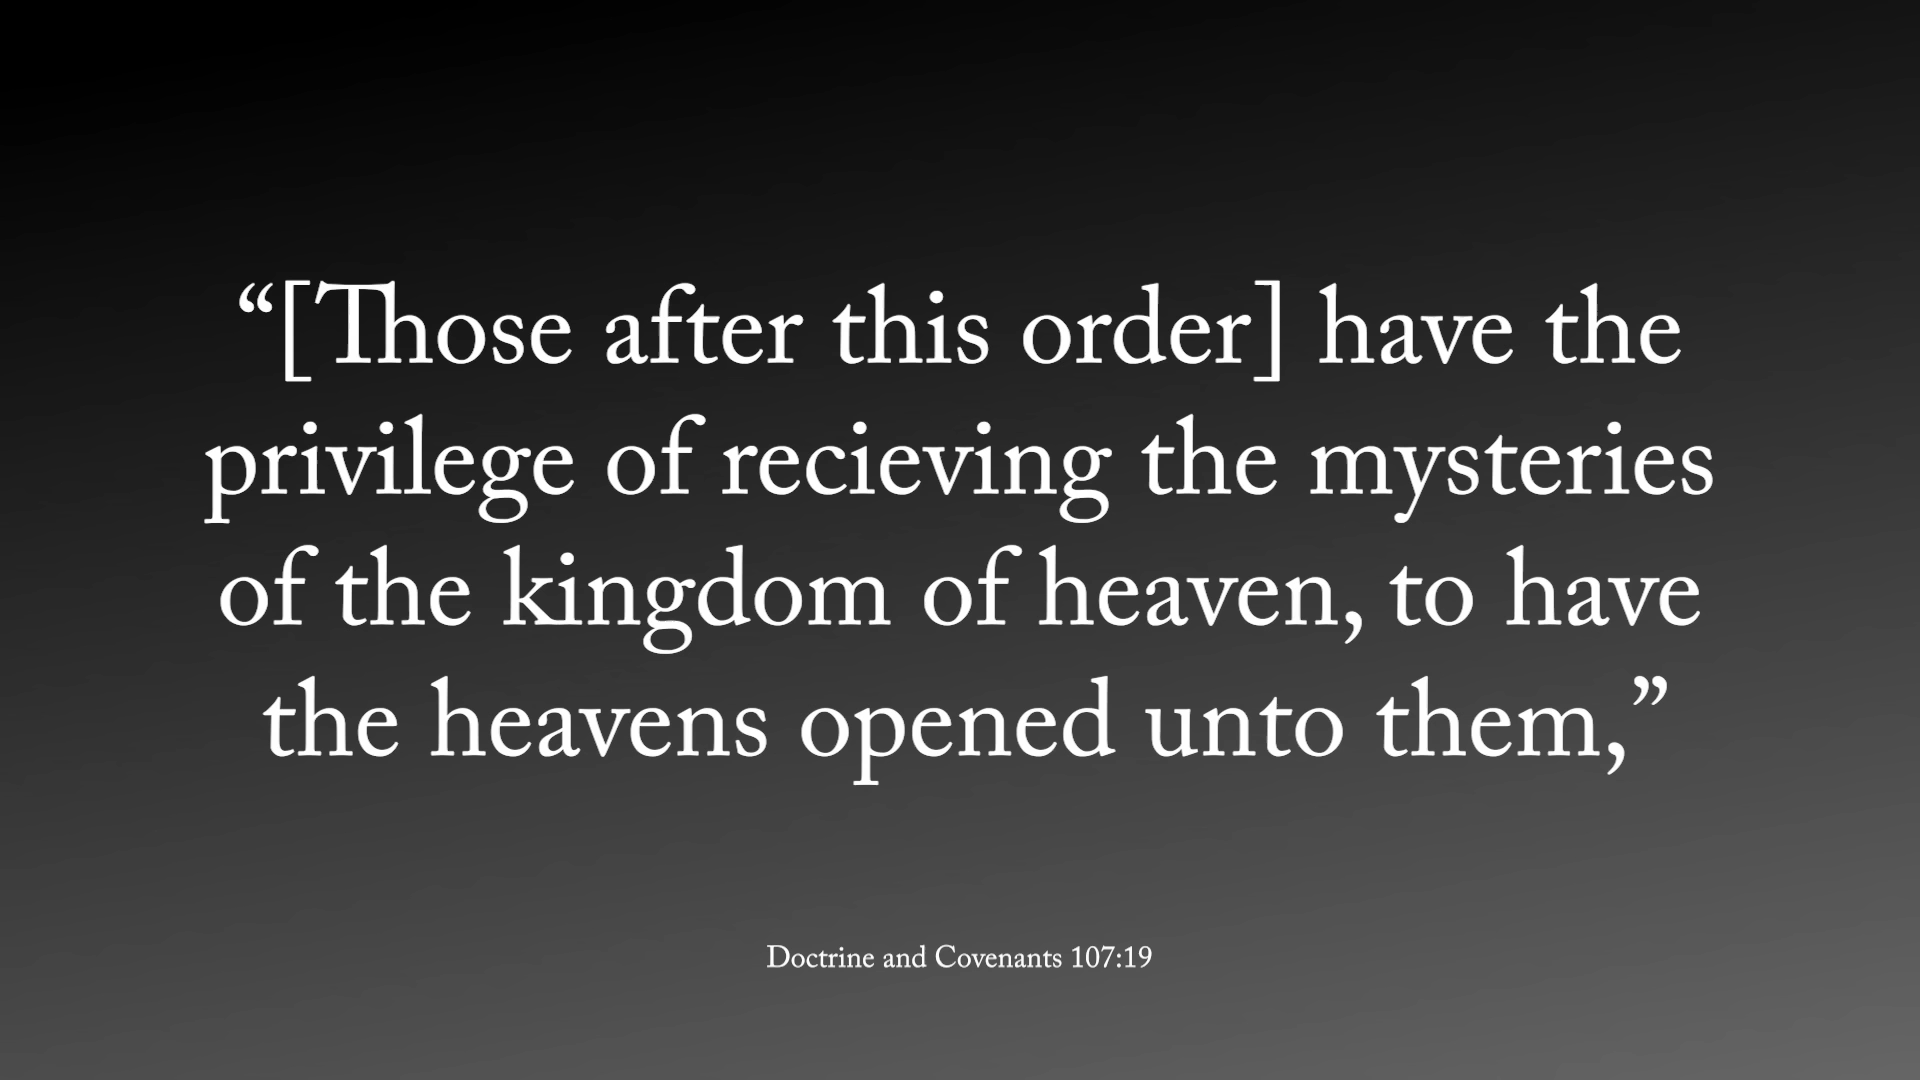 “[Those after this order] have the
privilege of recieving the mysteries
of the kingdom of heaven, to have
the heavens opened unto them,”
Doctrine and Covenants 107:19